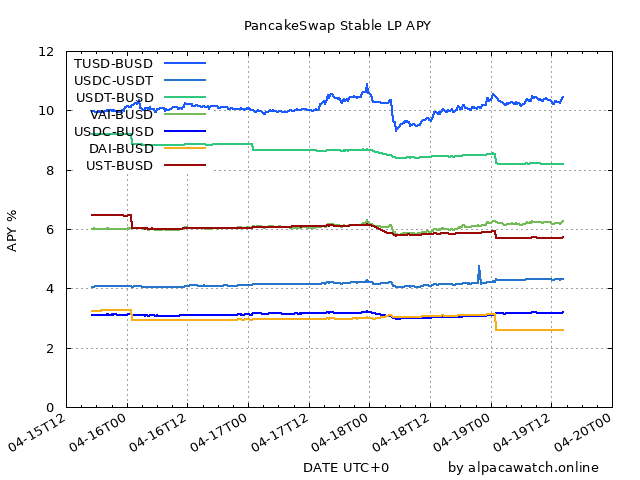 PancakeSwap Stable LP APY
12
10
8
6
4
2
0
APY %
TUSD-BUSD
USDC-USDT
USDT-BUSD
VAI-BUSD
USDC-BUSD
DAI-BUSD
UST-BUSD
04-15T12
04-16T00
04-16T12
04-17T00
04-17T12
04-18T00
04-18T12
04-19T00
04-19T12
04-20T00
DATE UTC+0
by alpacawatch.online